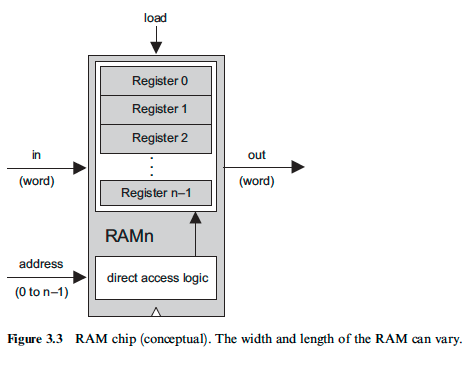 load
Register 0
Register 1
Register 2
in
(word)
out
(word)
Register n–1
RAMn
address
(0 to n–1)
direct access logic
Figure 3.3 RAM chip (conceptual). The width and length of the RAM can vary.